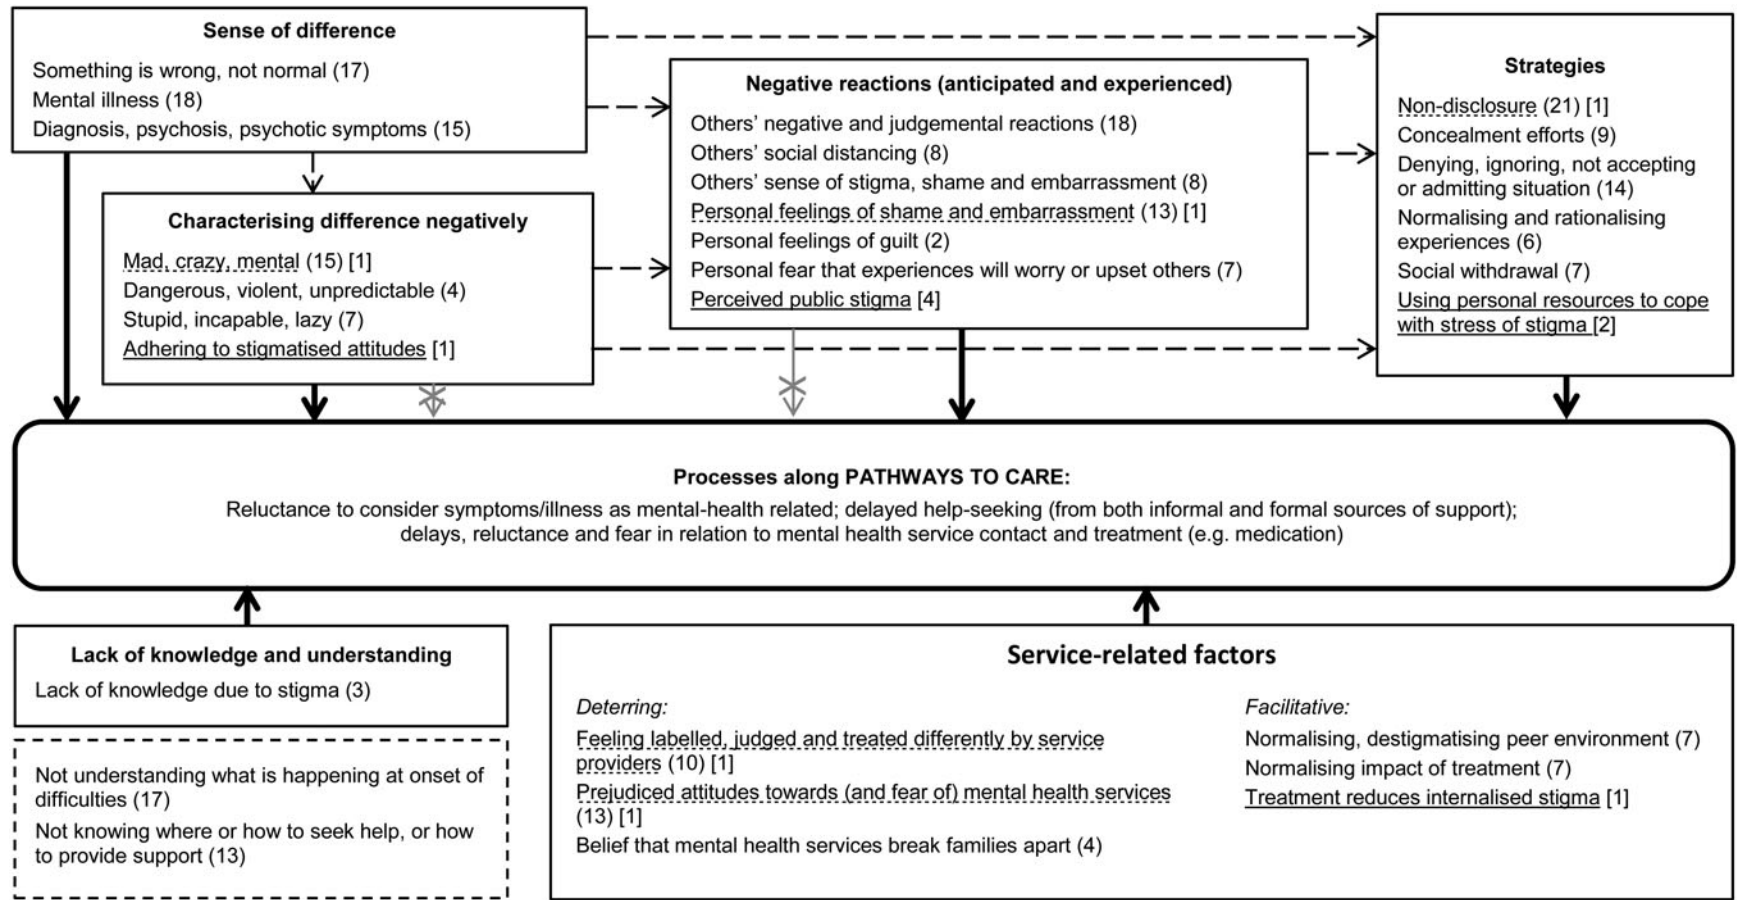 Sense of difference
Something is wrong, not normal (17)
Mental illness (18)
Diagnosis, psychosis, psychotic symptoms (15)
Characterising difference negatively
Mad, crazy, mental (15) [1]
Dangerous, violent, unpredictable (4)
Stupid, incapable, lazy (7)
Adhering to stigmatised attitudes [1]
Negative reactions (anticipated and experienced)
Others’ negative and judgemental reactions (18)
Others’ social distancing (8)
Others’ sense of stigma, shame and embarrassment (8)
Personal feelings of shame and embarrassment (13) [1]
Personal feelings of guilt (2)
Personal fear that experiences will worry or upset others (7)
Perceived public stigma [4]
Strategies
Non-disclosure (21) [1]
Concealment efforts (9)
Denying, ignoring, not accepting
or admitting situation (14)
Normalising and rationalising
experiences (6)
Social withdrawal (7)
Using personal resources to cope
with stress of stigma [2]
Processes along PATHWAYS TO CARE:
Reluctance to consider symptoms/illness as mental-health related; delayed help-seeking (from both informal and formal sources of support);
delays, reluctance and fear in relation to mental health service contact and treatment (e.g. medication)
Lack of knowledge and understanding
Lack of knowledge due to stigma (3)
Not understanding what is happening at onset of
difficulties (17)
Not knowing where or how to seek help, or how
to provide support (13)
Service-related factors
Deterring:
Feeling labelled, judged and treated differently by service
providers (10) [1]
Prejudiced attitudes towards (and fear of) mental health services
(13) [1]
Belief that mental health services break families apart (4)
Facilitative:
Normalising, destigmatising peer environment (7)
Normalising impact of treatment (7)
Treatment reduces internalised stigma [1]